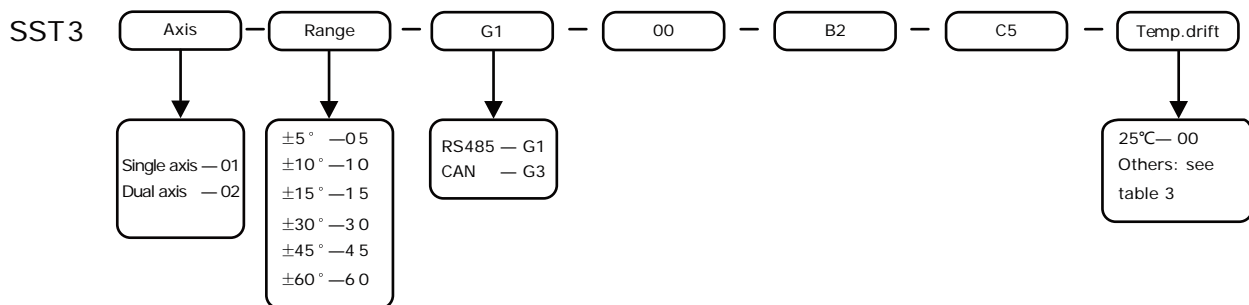 SST3 Axis — Range — G1 — 00 — B2 — C5 — Temp.drift
Single axis — 01
Dual axis — 02
±5° — 05
±10° — 10
±15° — 15
±30° — 30
±45° — 45
±60° — 60
RS485 — G1
CAN — G3
25℃— 00
Others: see
table 3